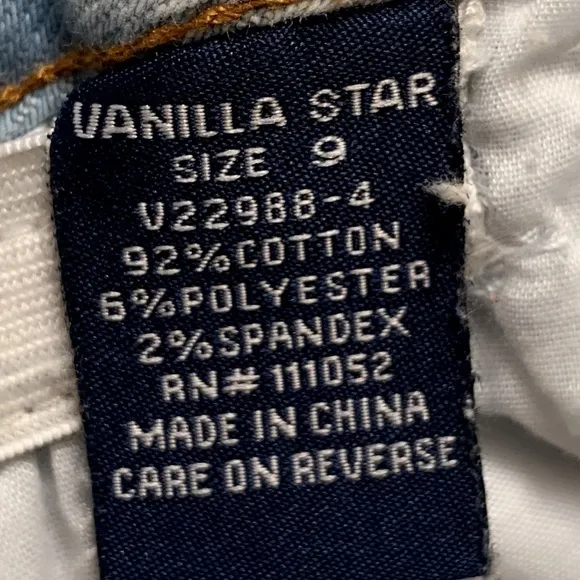 VANILLA STAR
SIZE 9
V22988-4
92%COTTON
6%POLYESTER
2%SPANDEX
RN# 111052
MADE IN CHINA
CARE ON REVERSE